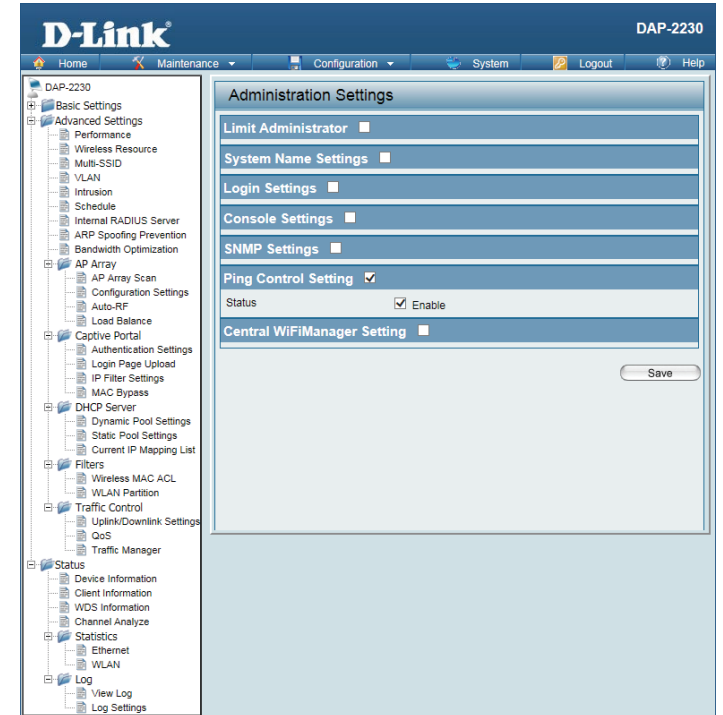 D-Link®
DAP-2230
Home
Maintenance
Configuration
System
Logout
Help
DAP-2230
Basic Settings
Advanced Settings
Performance
Wireless Resource
Multi-SSID
VLAN
Intrusion
Schedule
Internal RADIUS Server
ARP Spoofing Prevention
Bandwidth Optimization
AP Array
AP Array Scan
Configuration Settings
Auto-RF
Load Balance
Captive Portal
Authentication Settings
Login Page Upload
IP Filter Settings
MAC Bypass
DHCP Server
Dynamic Pool Settings
Static Pool Settings
Current IP Mapping List
Filters
Wireless MAC ACL
WLAN Partition
Traffic Control
Uplink/Downlink Settings
QoS
Traffic Manager
Status
Device Information
Client Information
WDS Information
Channel Analyze
Statistics
Ethernet
WLAN
Log
View Log
Log Settings
Administration Settings
Limit Administrator
System Name Settings
Login Settings
Console Settings
SNMP Settings
Ping Control Setting
Status Enable
Central WiFiManager Setting
Save